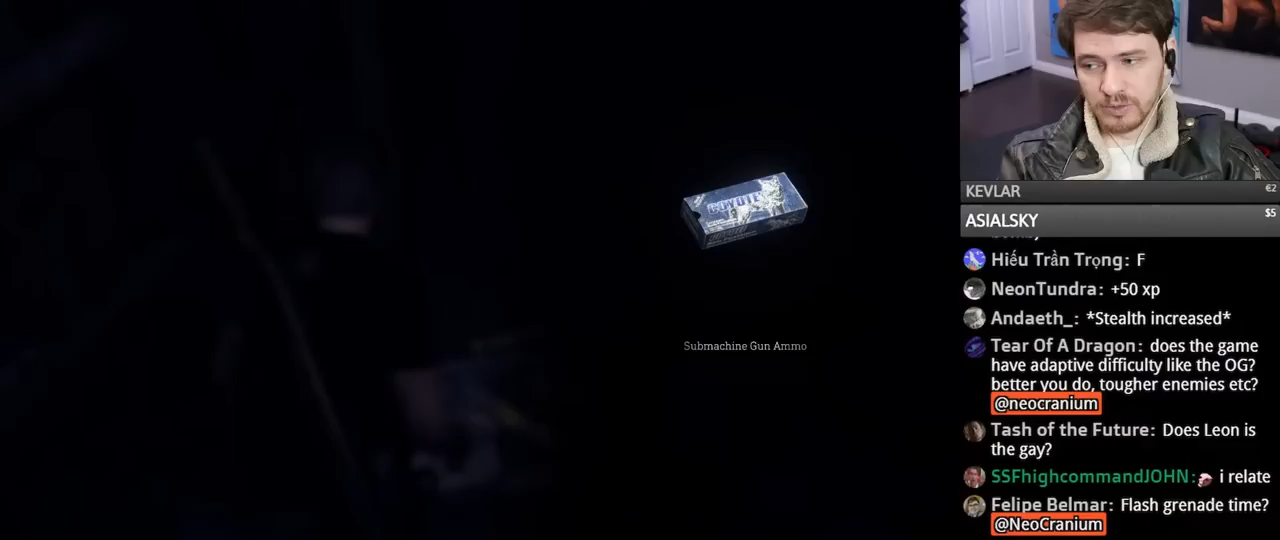 COYOTE
Submachine Gun Ammo
KEVLAR €2
ASIALSKY $5
Hiếu Trần Trọng: F
NeonTundra: +50 xp
Andaeth_: *Stealth increased*
Tear Of A Dragon: does the game
have adaptive difficulty like the OG?
better you do, tougher enemies etc?
@neocranium
Tash of the Future: Does Leon is
the gay?
SSFhighcommandJOHN: i relate
Felipe Belmar: Flash grenade time?
@NeoCranium